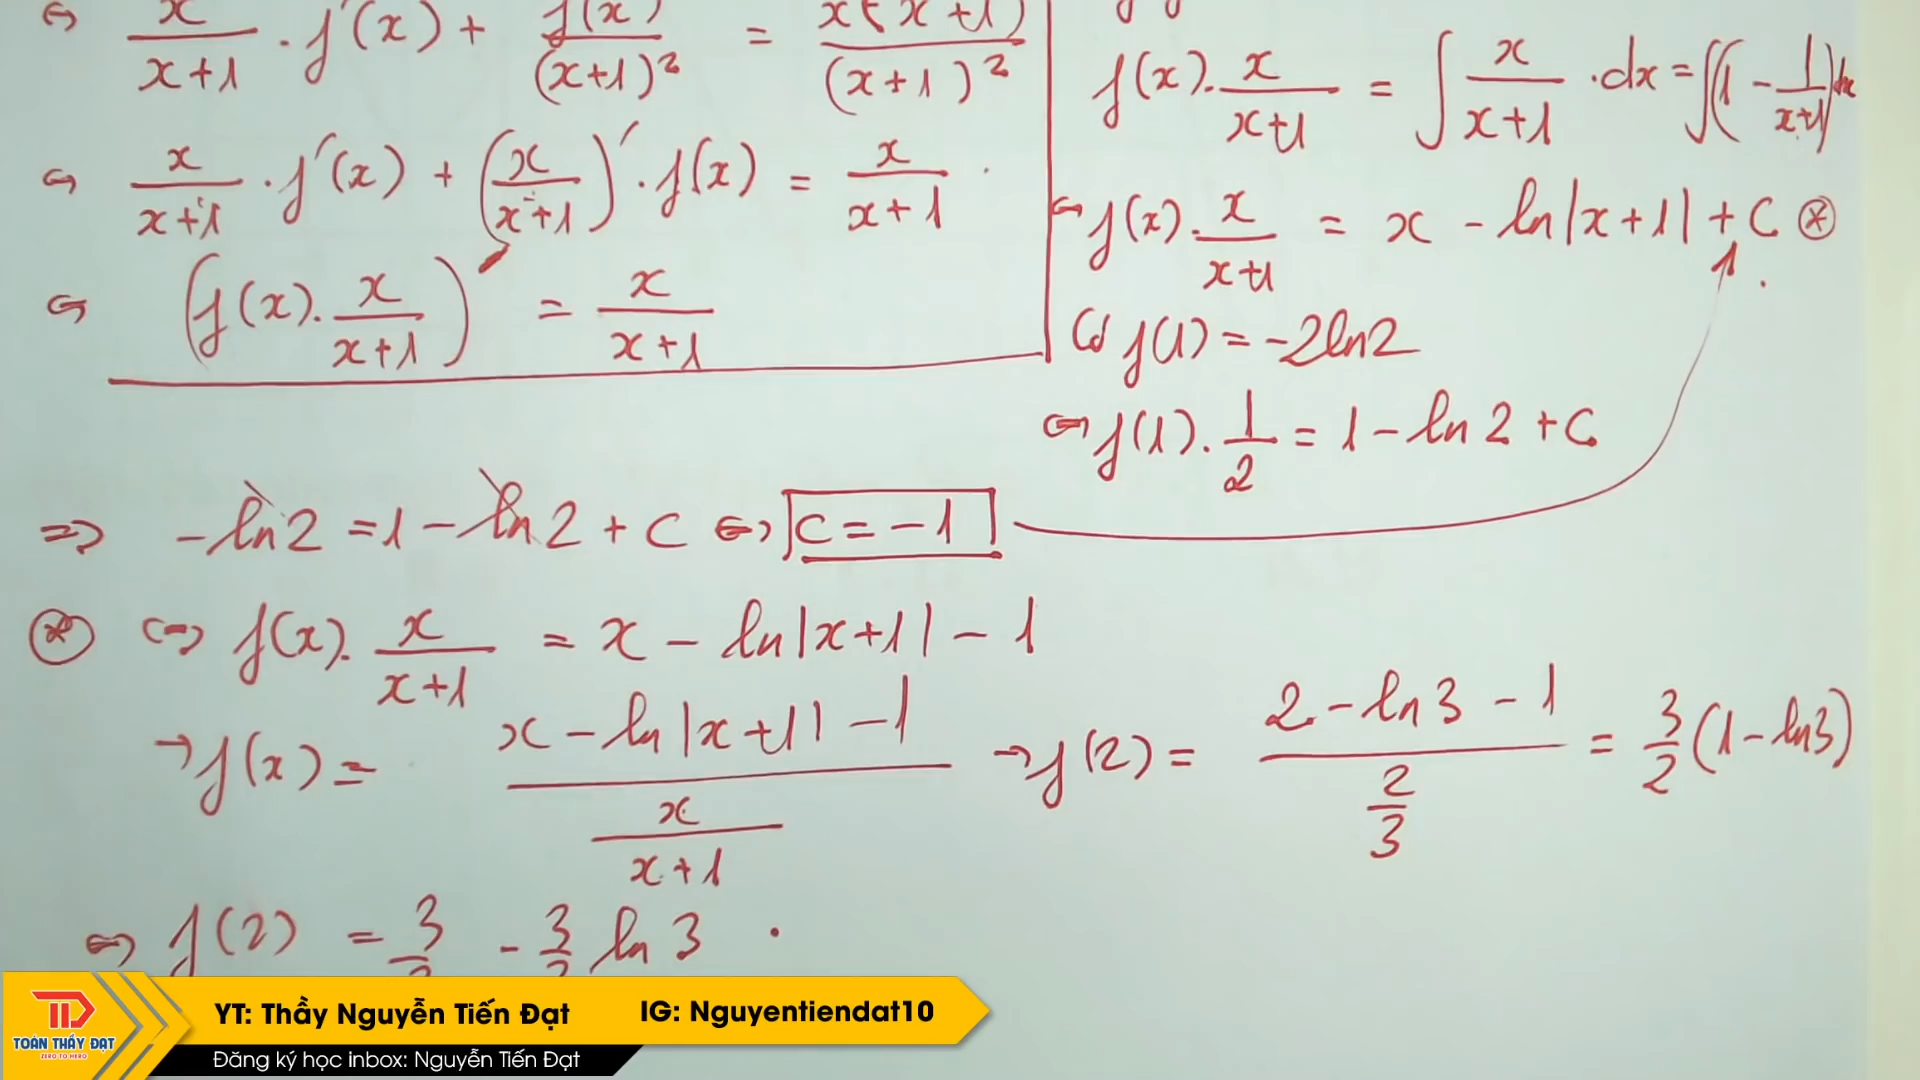 ⇔ x/(x+1) . f'(x) + f(x)/(x+1)² = x(x+1)/(x+1)²
⇔ x/(x+1) . f'(x) + (x/(x+1))' . f(x) = x/(x+1)
⇔ (f(x). x/(x+1))' = x/(x+1)
f(x). x/(x+1) = ∫ x/(x+1) .dx = ∫(1 - 1/(x+1))dx
⇔ f(x). x/(x+1) = x - ln|x+1| + C (*)
f(1) = -2ln2
⇔ f(1). 1/2 = 1 - ln 2 + C
⇒ -ln2 = 1 - ln2 + C ⇔ C = -1
(*) ⇔ f(x). x/(x+1) = x - ln|x+1| - 1
→ f(x) = (x - ln|x+1| - 1)/(x/(x+1)) → f(2) = (2 - ln3 - 1)/(2/3) = 3/2 (1 - ln3)
⇔ f(2) = 3/2 - 3/2 ln 3 .
TOÁN THẦY ĐẠT
ZERO TO HERO
YT: Thầy Nguyễn Tiến Đạt IG: Nguyentiendat10
Đăng ký học inbox: Nguyễn Tiến Đạt